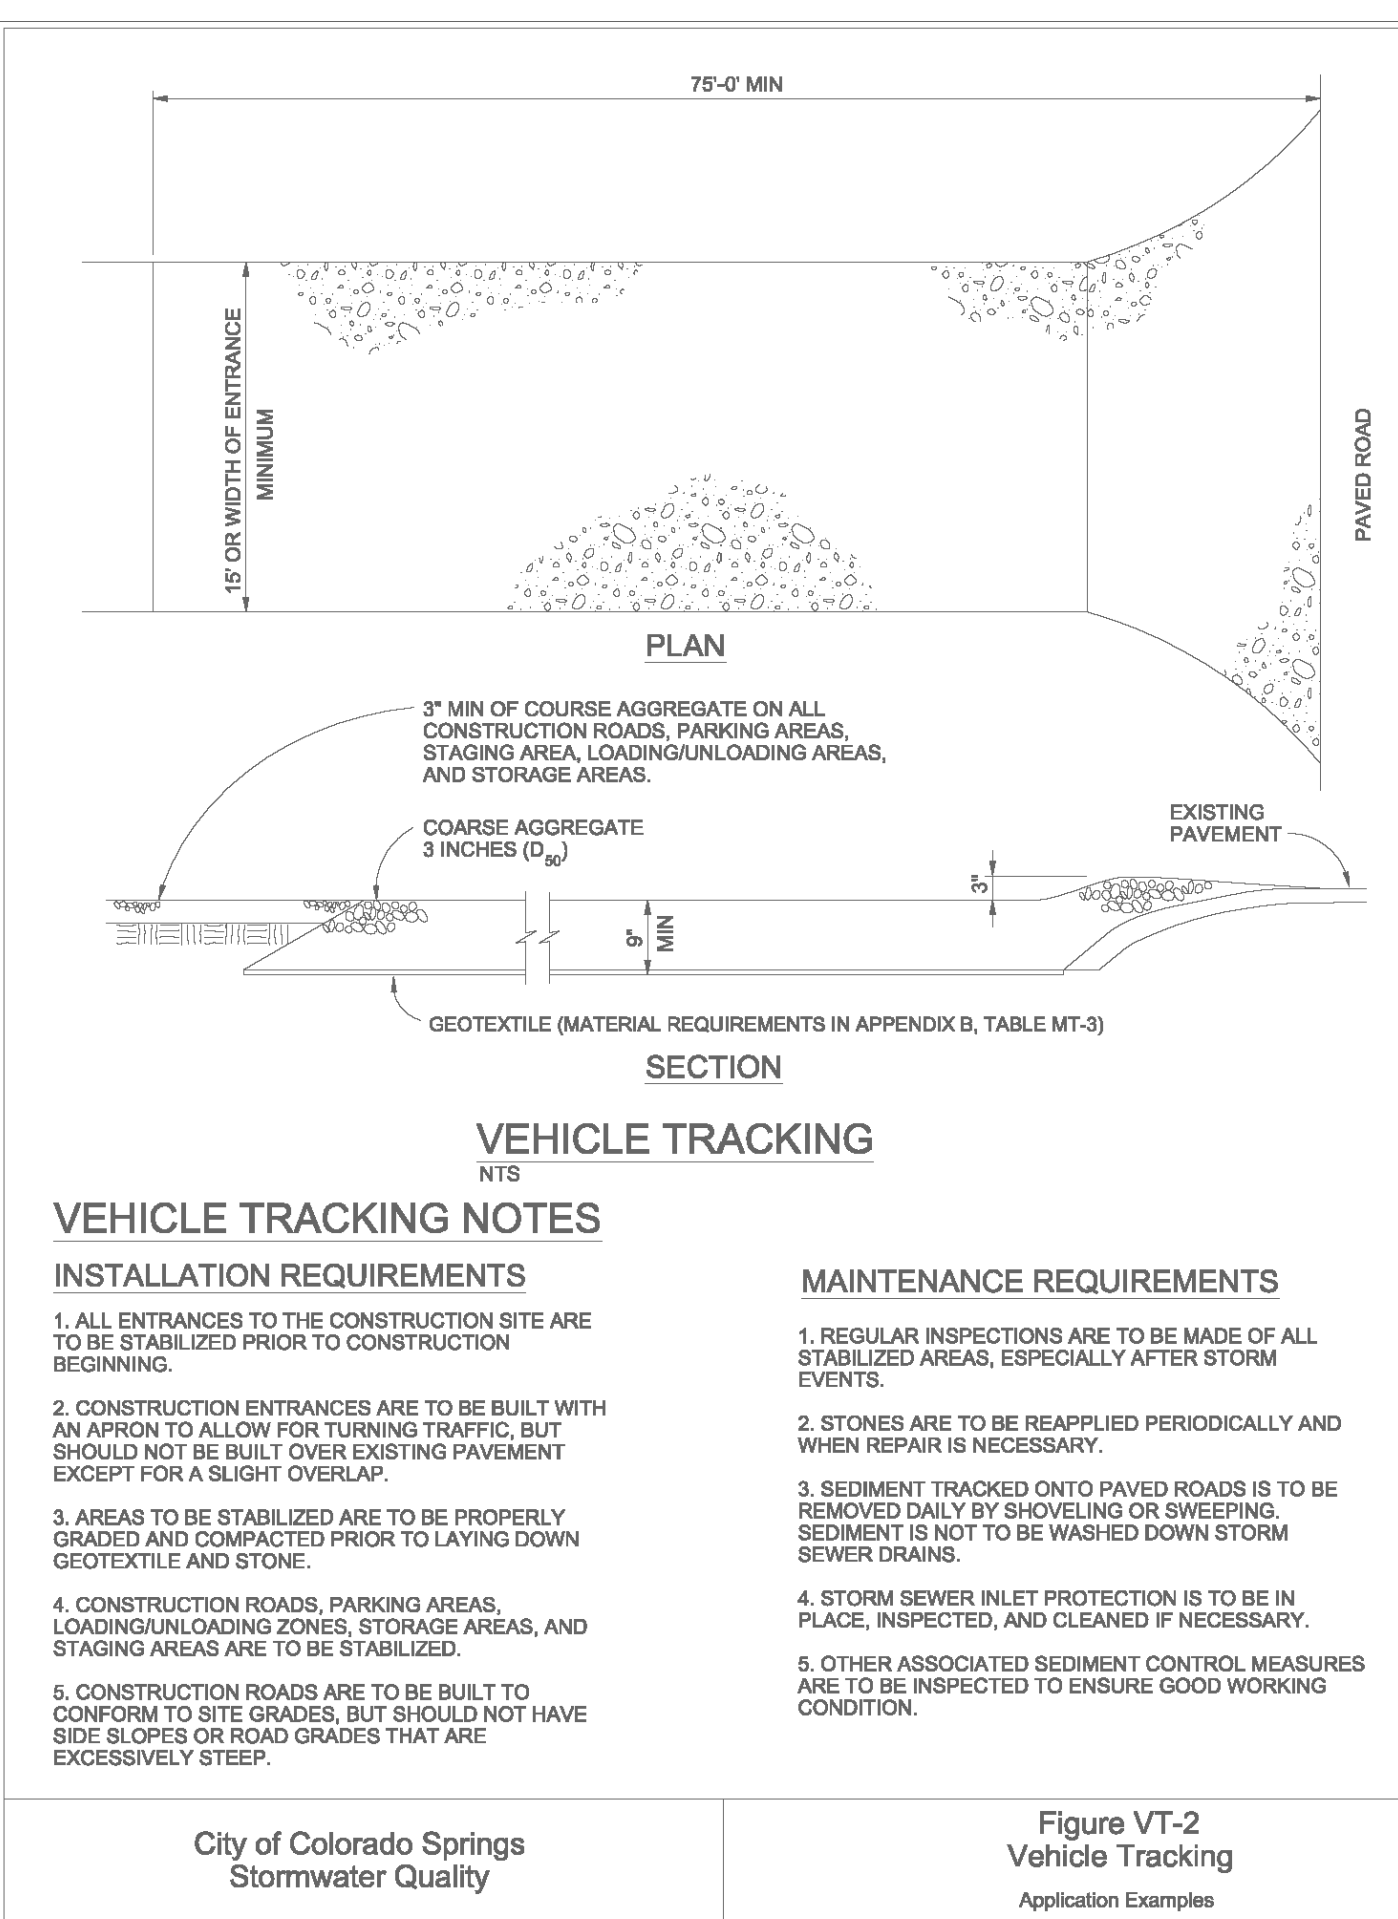 75'-0' MIN
15' OR WIDTH OF ENTRANCE
MINIMUM
PAVED ROAD
PLAN
3" MIN OF COURSE AGGREGATE ON ALL
CONSTRUCTION ROADS, PARKING AREAS,
STAGING AREA, LOADING/UNLOADING AREAS,
AND STORAGE AREAS.
COARSE AGGREGATE
3 INCHES (D50)
EXISTING
PAVEMENT
3"
9"
MIN
GEOTEXTILE (MATERIAL REQUIREMENTS IN APPENDIX B, TABLE MT-3)
SECTION
VEHICLE TRACKING
NTS
VEHICLE TRACKING NOTES
INSTALLATION REQUIREMENTS
1. ALL ENTRANCES TO THE CONSTRUCTION SITE ARE
TO BE STABILIZED PRIOR TO CONSTRUCTION
BEGINNING.
2. CONSTRUCTION ENTRANCES ARE TO BE BUILT WITH
AN APRON TO ALLOW FOR TURNING TRAFFIC, BUT
SHOULD NOT BE BUILT OVER EXISTING PAVEMENT
EXCEPT FOR A SLIGHT OVERLAP.
3. AREAS TO BE STABILIZED ARE TO BE PROPERLY
GRADED AND COMPACTED PRIOR TO LAYING DOWN
GEOTEXTILE AND STONE.
4. CONSTRUCTION ROADS, PARKING AREAS,
LOADING/UNLOADING ZONES, STORAGE AREAS, AND
STAGING AREAS ARE TO BE STABILIZED.
5. CONSTRUCTION ROADS ARE TO BE BUILT TO
CONFORM TO SITE GRADES, BUT SHOULD NOT HAVE
SIDE SLOPES OR ROAD GRADES THAT ARE
EXCESSIVELY STEEP.
MAINTENANCE REQUIREMENTS
1. REGULAR INSPECTIONS ARE TO BE MADE OF ALL
STABILIZED AREAS, ESPECIALLY AFTER STORM
EVENTS.
2. STONES ARE TO BE REAPPLIED PERIODICALLY AND
WHEN REPAIR IS NECESSARY.
3. SEDIMENT TRACKED ONTO PAVED ROADS IS TO BE
REMOVED DAILY BY SHOVELING OR SWEEPING.
SEDIMENT IS NOT TO BE WASHED DOWN STORM
SEWER DRAINS.
4. STORM SEWER INLET PROTECTION IS TO BE IN
PLACE, INSPECTED, AND CLEANED IF NECESSARY.
5. OTHER ASSOCIATED SEDIMENT CONTROL MEASURES
ARE TO BE INSPECTED TO ENSURE GOOD WORKING
CONDITION.
City of Colorado Springs
Stormwater Quality
Figure VT-2
Vehicle Tracking
Application Examples